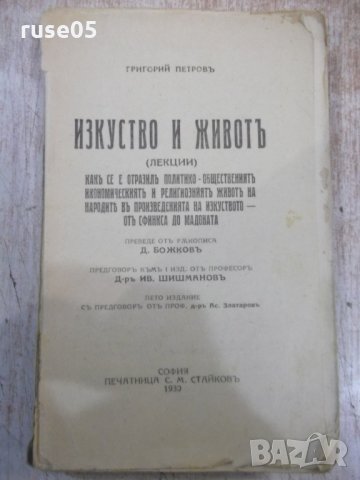 ruse05
ГРИГОРИЙ ПЕТРОВЪ
ИЗКУСТВО И ЖИВОТЪ
(ЛЕКЦИИ)
КАКЪ СЕ Е ОТРАЗИЛЪ ПОЛИТИКО-ОБЩЕСТВЕНИЯТЪ
ИКОНОМИЧЕСКИЯТЪ И РЕЛИГИОЗНИЯТЪ ЖИВОТЪ НА
НАРОДИТЕ ВЪ ПРОИЗВЕДЕНИЯТА НА ИЗКУСТВОТО —
ОТЪ СФИНКСА ДО МАДОНАТА
ПРЕВЕДЕ ОТЪ РѪКОПИСА
Д. БОЖКОВЪ
ПРЕДГОВОРЪ КЪМЪ I ИЗД. ОТЪ ПРОФЕСОРЪ
Д-РЪ ИВ. ШИШМАНОВЪ
ПЕТО ИЗДАНИЕ
СЪ ПРЕДГОВОРЪ ОТЪ ПРОФ. Д-РЪ Ас. Златаровъ
СОФИЯ
ПЕЧАТНИЦА С. М. СТАЙКОВЪ
1930
BAZAR